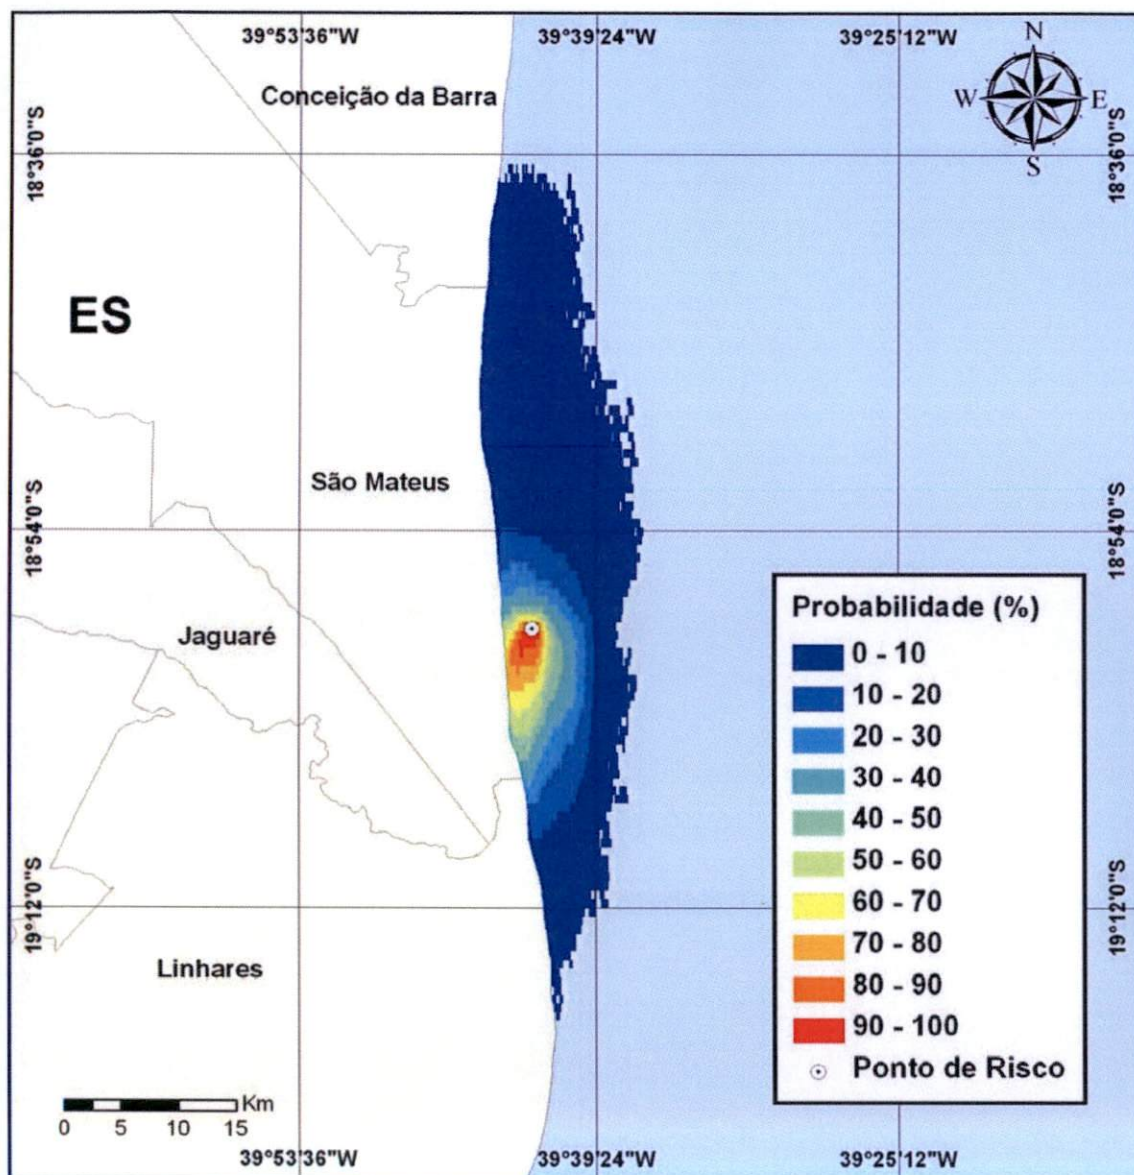 39°53'36"W
39°39'24"W
39°25'12"W
N
W
E
S
Conceição da Barra
18°36'0"S
18°36'0"S
ES
São Mateus
18°54'0"S
18°54'0"S
Jaguaré
Probabilidade (%)
0 - 10
10 - 20
20 - 30
30 - 40
40 - 50
50 - 60
60 - 70
70 - 80
80 - 90
90 - 100
Ponto de Risco
19°12'0"S
19°12'0"S
Linhares
Km
0 5 10 15
39°53'36"W
39°39'24"W
39°25'12"W